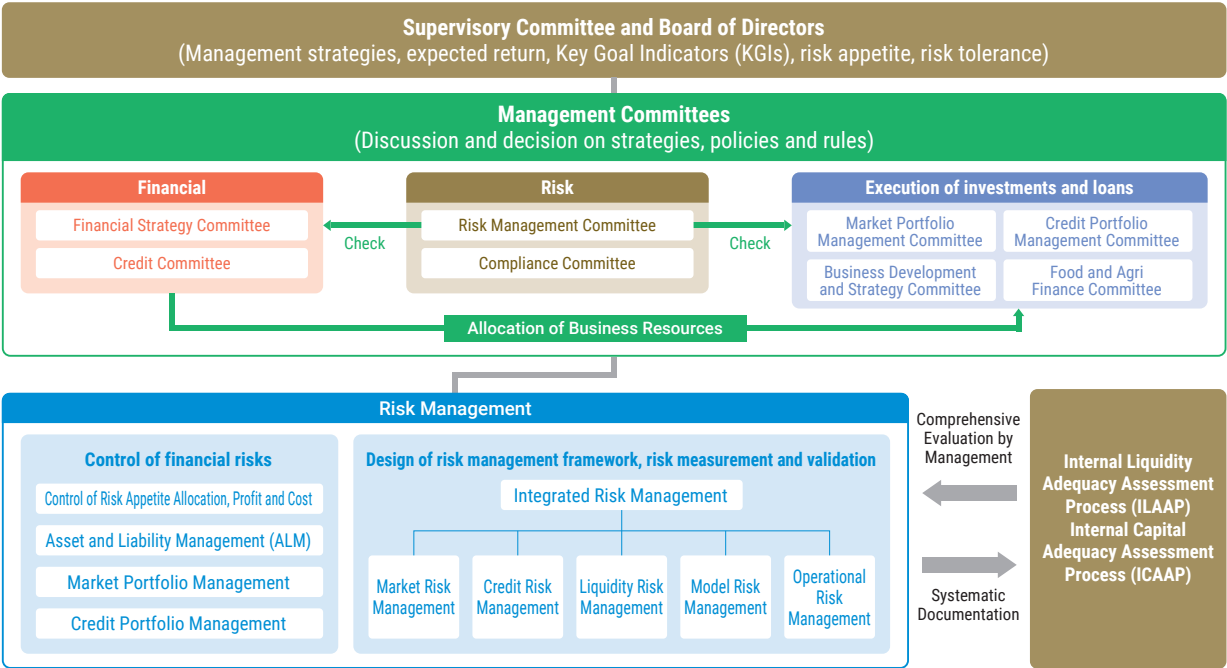 Supervisory Committee and Board of Directors
(Management strategies, expected return, Key Goal Indicators (KGIs), risk appetite, risk tolerance)
Management Committees
(Discussion and decision on strategies, policies and rules)
Financial
Financial Strategy Committee
Credit Committee
Check
Risk
Risk Management Committee
Compliance Committee
Check
Execution of investments and loans
Market Portfolio
Management Committee
Credit Portfolio
Management Committee
Business Development
and Strategy Committee
Food and Agri
Finance Committee
Allocation of Business Resources
Risk Management
Control of financial risks
Control of Risk Appetite Allocation, Profit and Cost
Asset and Liability Management (ALM)
Market Portfolio Management
Credit Portfolio Management
Design of risk management framework, risk measurement and validation
Integrated Risk Management
Market Risk
Management
Credit Risk
Management
Liquidity Risk
Management
Model Risk
Management
Operational
Risk
Management
Comprehensive
Evaluation by
Management
Systematic
Documentation
Internal Liquidity
Adequacy Assessment
Process (ILAAP)
Internal Capital
Adequacy Assessment
Process (ICAAP)